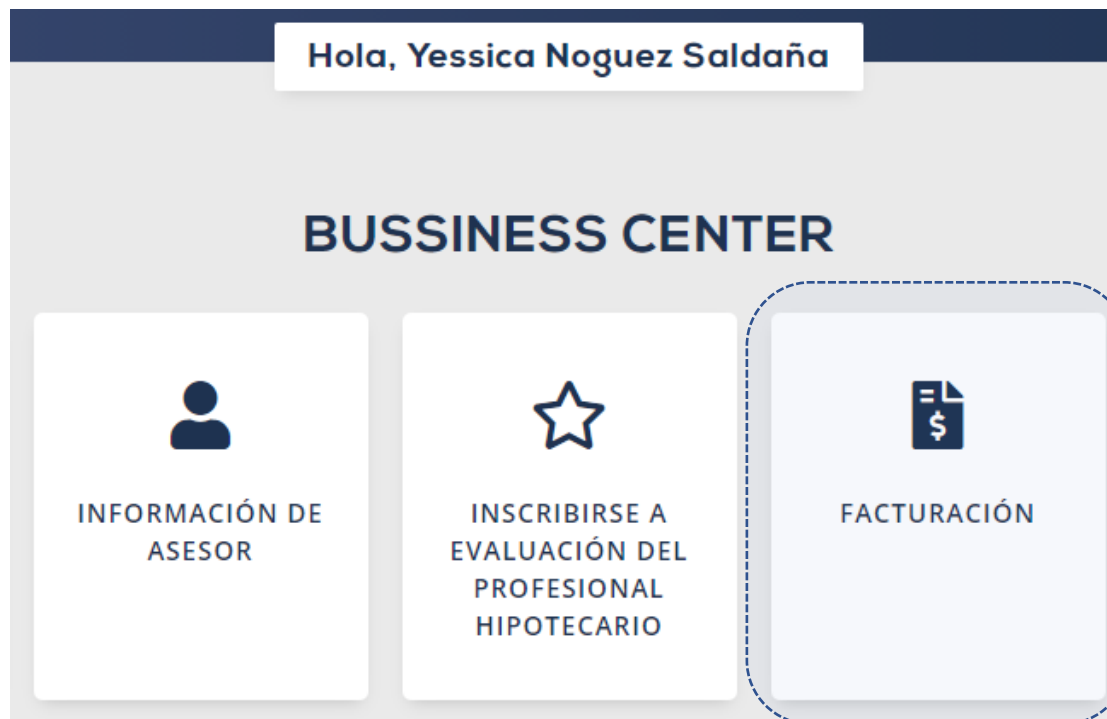 Hola, Yessica Noguez Saldaña
BUSSINESS CENTER
INFORMACIÓN DE
ASESOR
INSCRIBIRSE A
EVALUACIÓN DEL
PROFESIONAL
HIPOTECARIO
$
FACTURACIÓN